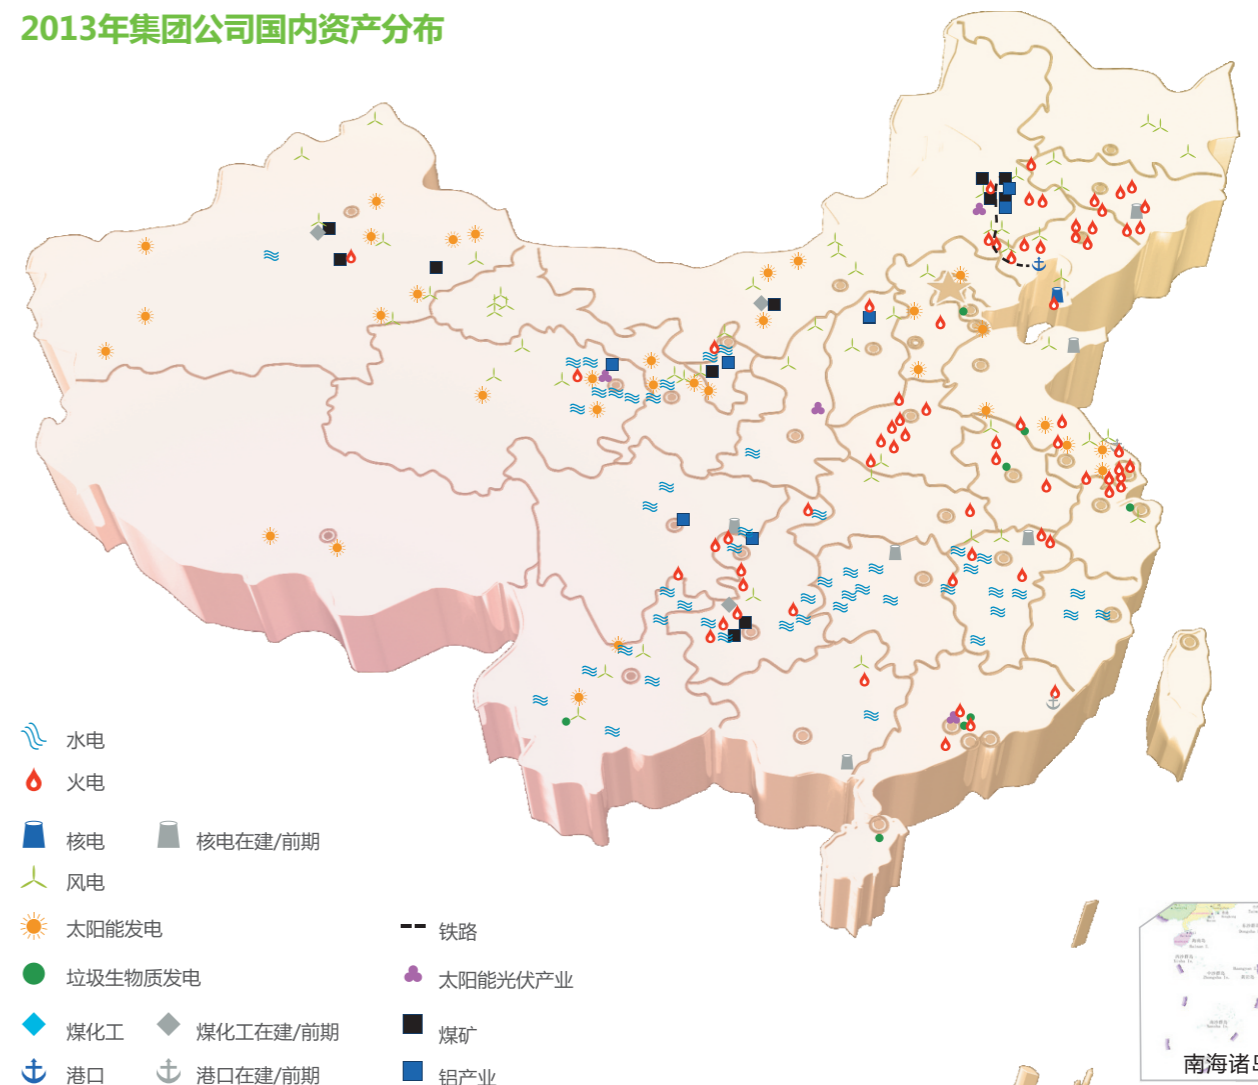 2013年集团公司国内资产分布
水电
火电
核电 核电在建/前期
风电
太阳能发电 铁路
垃圾生物质发电 太阳能光伏产业
煤化工 煤化工在建/前期 煤矿
港口 港口在建/前期 铝产业
南海诸